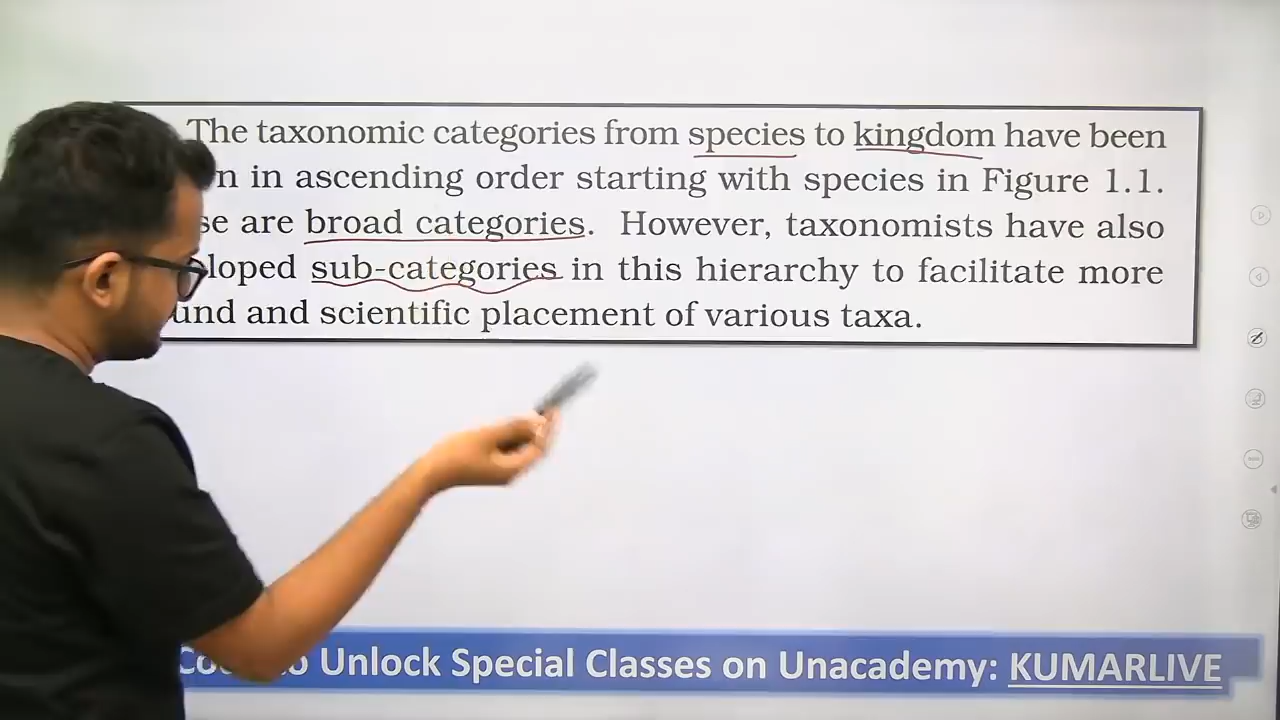 The taxonomic categories from species to kingdom have been
n in ascending order starting with species in Figure 1.1.
se are broad categories. However, taxonomists have also
loped sub-categories in this hierarchy to facilitate more
und and scientific placement of various taxa.
Unlock Special Classes on Unacademy: KUMARLIVE